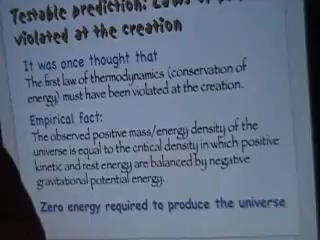 Testable prediction: Laws of
violated at the creation
It was once thought that
The first law of thermodynamics (conservation of
energy) must have been violated at the creation.
Empirical fact:
The observed positive mass/energy density of the
universe is equal to the critical density in which positive
kinetic and rest energy are balanced by negative
gravitational potential energy.
Zero energy required to produce the universe